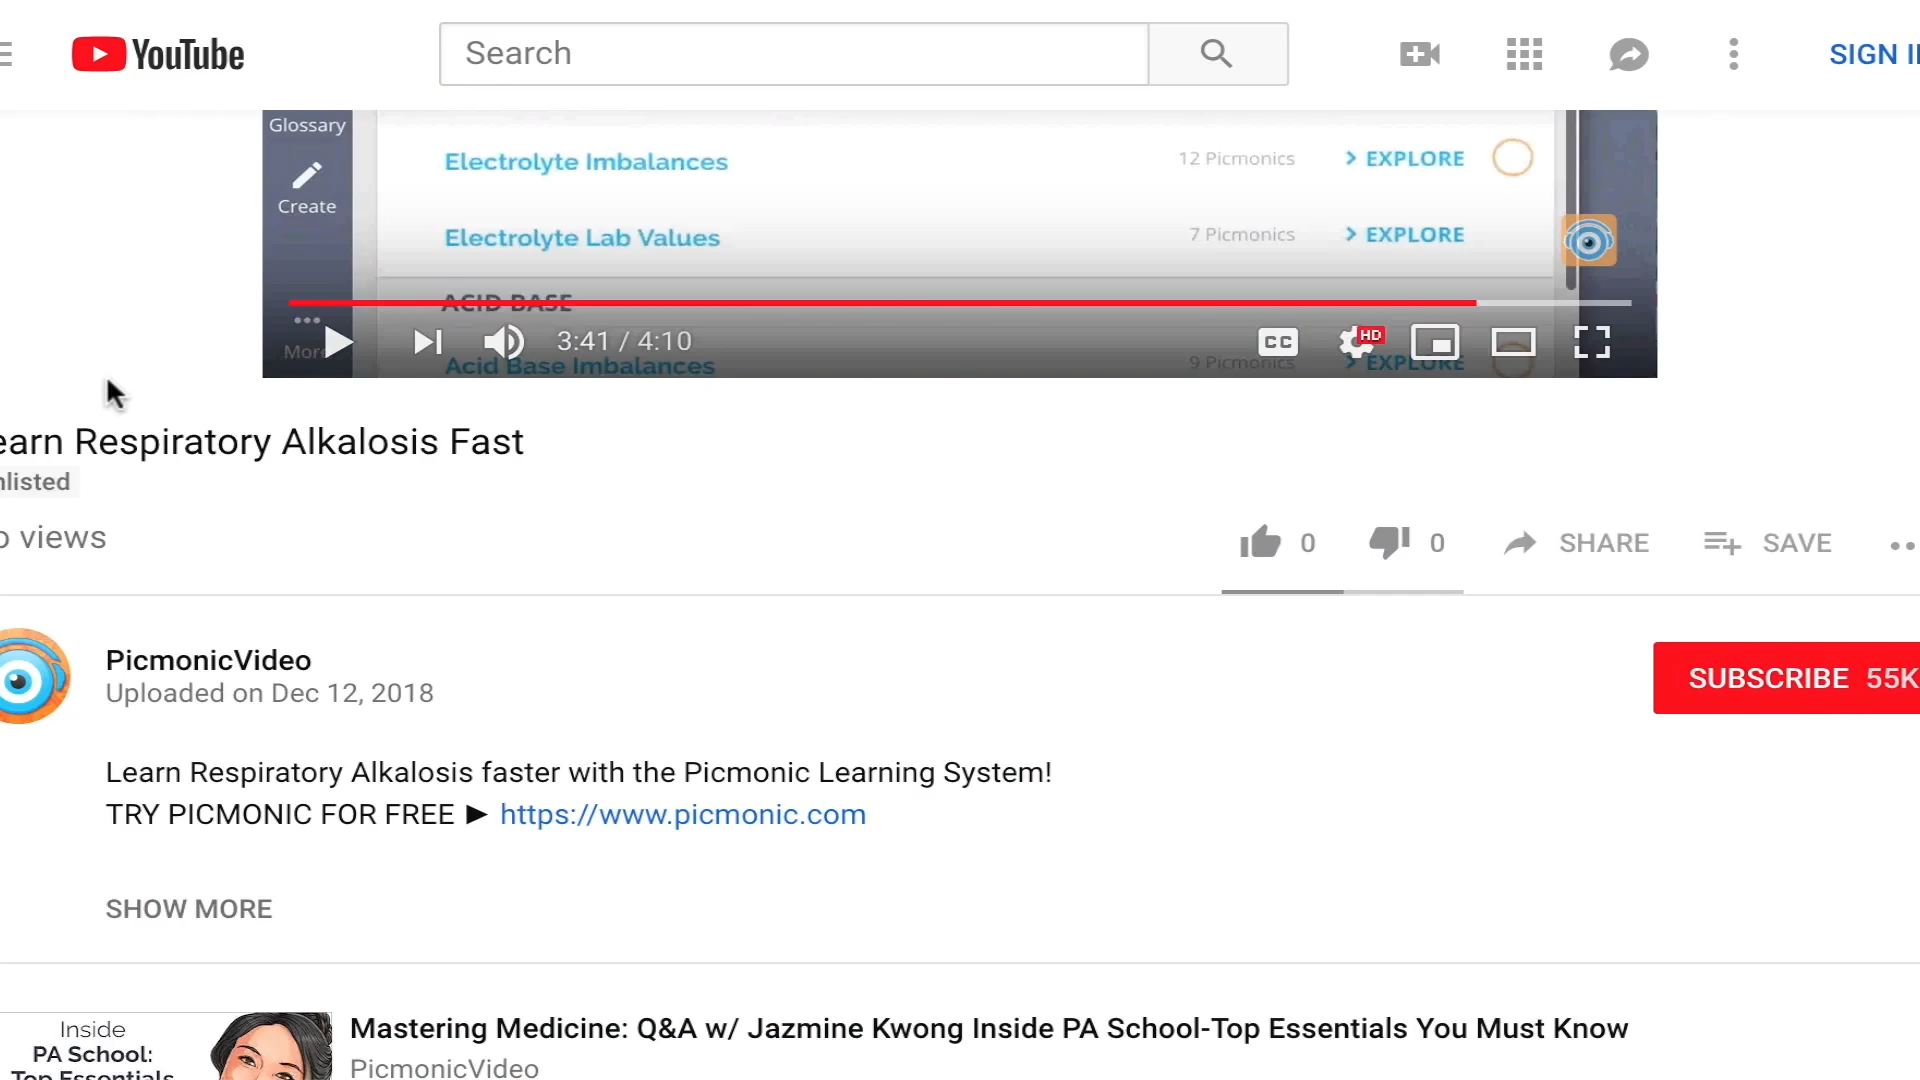 YouTube
Search
SIGN I
Glossary
Create
More
Electrolyte Imbalances
12 Picmonics
> EXPLORE
Electrolyte Lab Values
7 Picmonics
> EXPLORE
ACID BASE
Acid Base Imbalances
9 Picmonics
> EXPLORE
3:41 / 4:10
CC
HD
earn Respiratory Alkalosis Fast
nlisted
o views
0
0
SHARE
SAVE
PicmonicVideo
Uploaded on Dec 12, 2018
SUBSCRIBE 55K
Learn Respiratory Alkalosis faster with the Picmonic Learning System!
TRY PICMONIC FOR FREE ► https://www.picmonic.com
SHOW MORE
Inside
PA School:
Top Essentials
Mastering Medicine: Q&A w/ Jazmine Kwong Inside PA School-Top Essentials You Must Know
PicmonicVideo